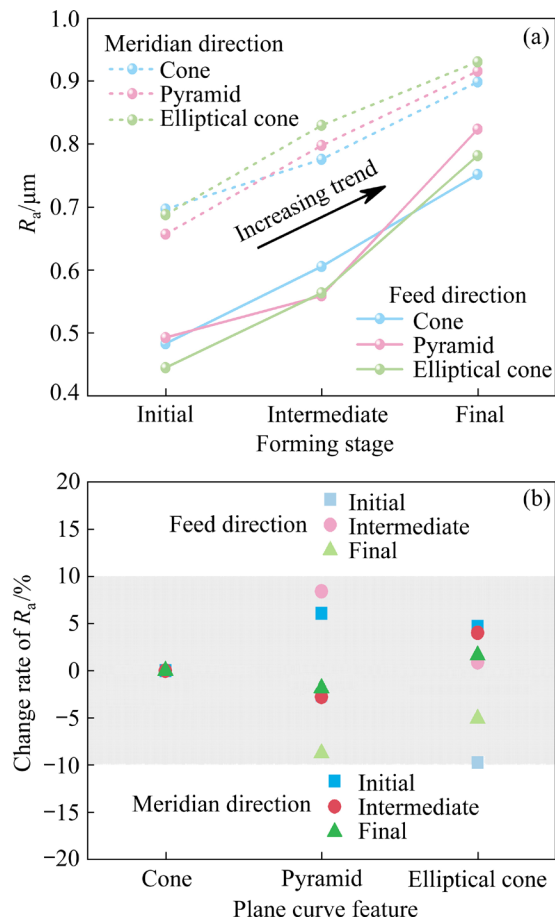 (a)
Meridian direction
Cone
Pyramid
Elliptical cone
1.0
0.9
0.8
0.7
0.6
0.5
0.4
Rₐ/μm
Increasing trend
Feed direction
Cone
Pyramid
Elliptical cone
Initial Intermediate Final
Forming stage
(b)
Feed direction
Initial
Intermediate
Final
20
15
10
5
0
−5
−10
−15
−20
Change rate of Rₐ/%
Meridian direction
Initial
Intermediate
Final
Cone Pyramid Elliptical cone
Plane curve feature